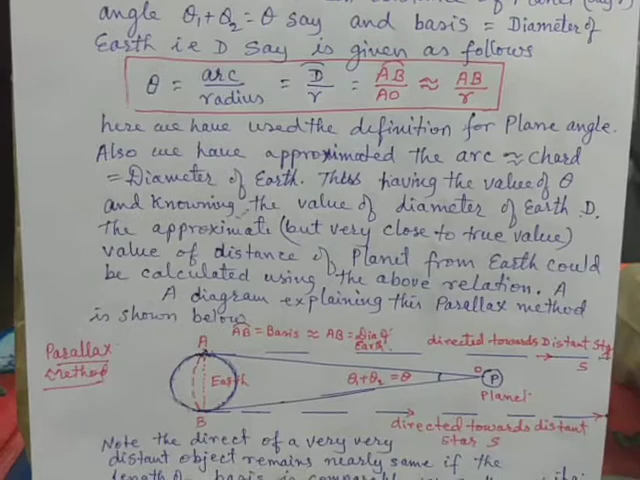 angle θ₁+θ₂ = θ say and basis = Diameter of
Earth i.e D say is given as follows
θ = arc/radius = D/r = AB/AO ≈ AB/r
here we have used the definition for Plane angle.
Also we have approximated the arc ≈ chord
= Diameter of Earth. Thus having the value of θ
and knowing the value of diameter of Earth D.
the approximate (but very close to true value)
value of distance of Planet from Earth could
be calculated using the above relation. A
A diagram explaining this Parallax method
is shown below
AB = Basis ≈ AB = Dia of Earth
directed towards Distant Star
S
Parallax Method
A
Earth
θ₁+θ₂ = θ
O
P
Planet
B
directed towards distant
Star S
Note the direct of a very very
distant object remains nearly same if the